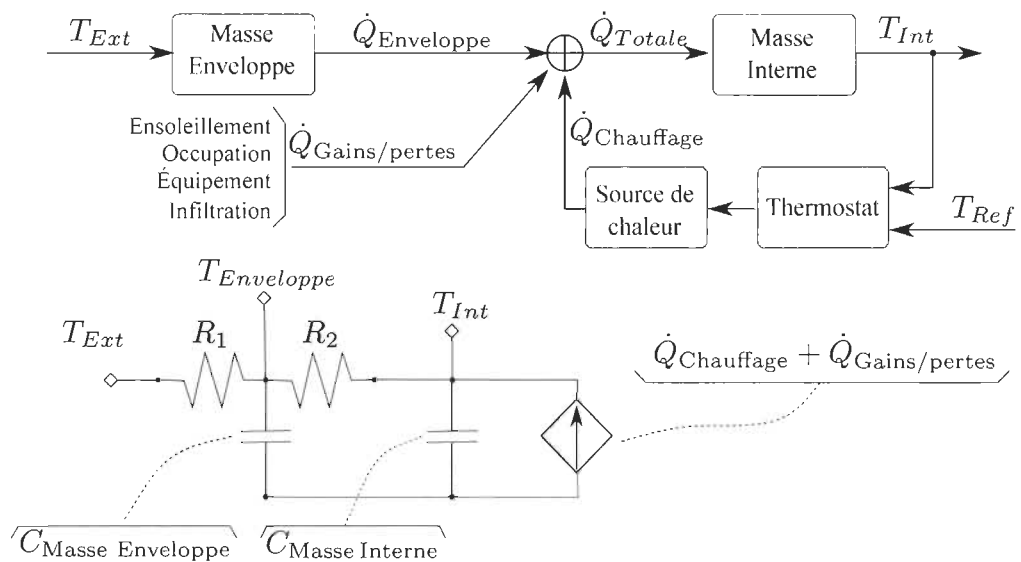 T_Ext
Masse
Enveloppe
Q̇_Enveloppe
Q̇_Totale
Masse
Interne
T_Int
Ensoleillement
Occupation
Équipement
Infiltration
Q̇_Gains/pertes
Q̇_Chauffage
Source de
chaleur
Thermostat
T_Ref
T_Enveloppe
T_Int
T_Ext
R_1
R_2
Q̇_Chauffage + Q̇_Gains/pertes
C_Masse Enveloppe
C_Masse Interne